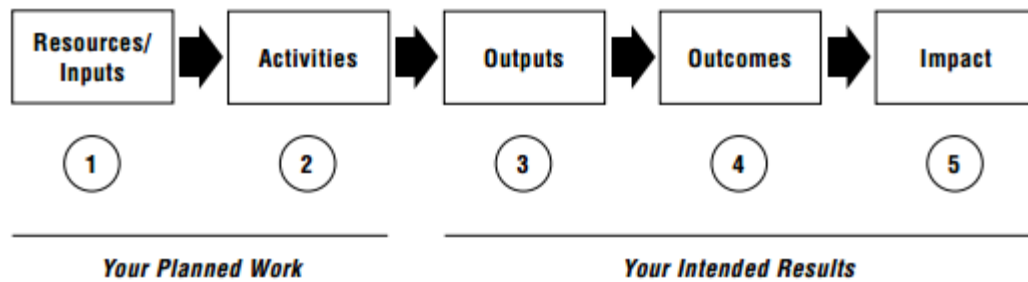 Resources/
Inputs
Activities
Outputs
Outcomes
Impact
1
2
3
4
5
Your Planned Work
Your Intended Results